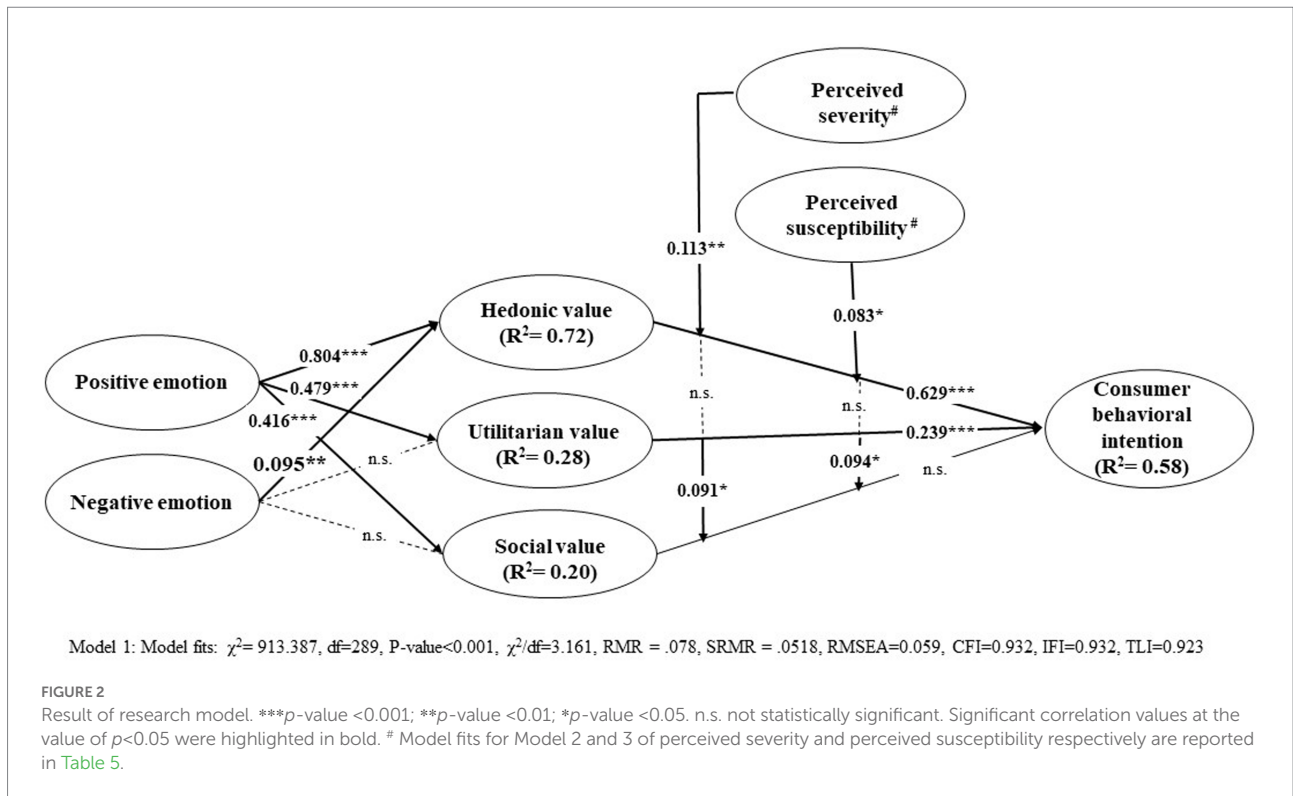 Perceived
severity#
Perceived
susceptibility #
0.113**
0.083*
Hedonic value
(R²= 0.72)
0.804***
Positive emotion
0.479***
0.416***
n.s.
n.s.
0.629***
Consumer
behavioral
intention
(R²= 0.58)
Utilitarian value
(R²= 0.28)
0.239***
0.095**
n.s.
0.094*
n.s.
Negative emotion
0.091*
n.s.
Social value
(R²= 0.20)
Model 1: Model fits: χ²= 913.387, df=289, P-value<0.001, χ²/df=3.161, RMR = .078, SRMR = .0518, RMSEA=0.059, CFI=0.932, IFI=0.932, TLI=0.923
FIGURE 2
Result of research model. ***p-value <0.001; **p-value <0.01; *p-value <0.05. n.s. not statistically significant. Significant correlation values at the
value of p<0.05 were highlighted in bold. # Model fits for Model 2 and 3 of perceived severity and perceived susceptibility respectively are reported
in Table 5.